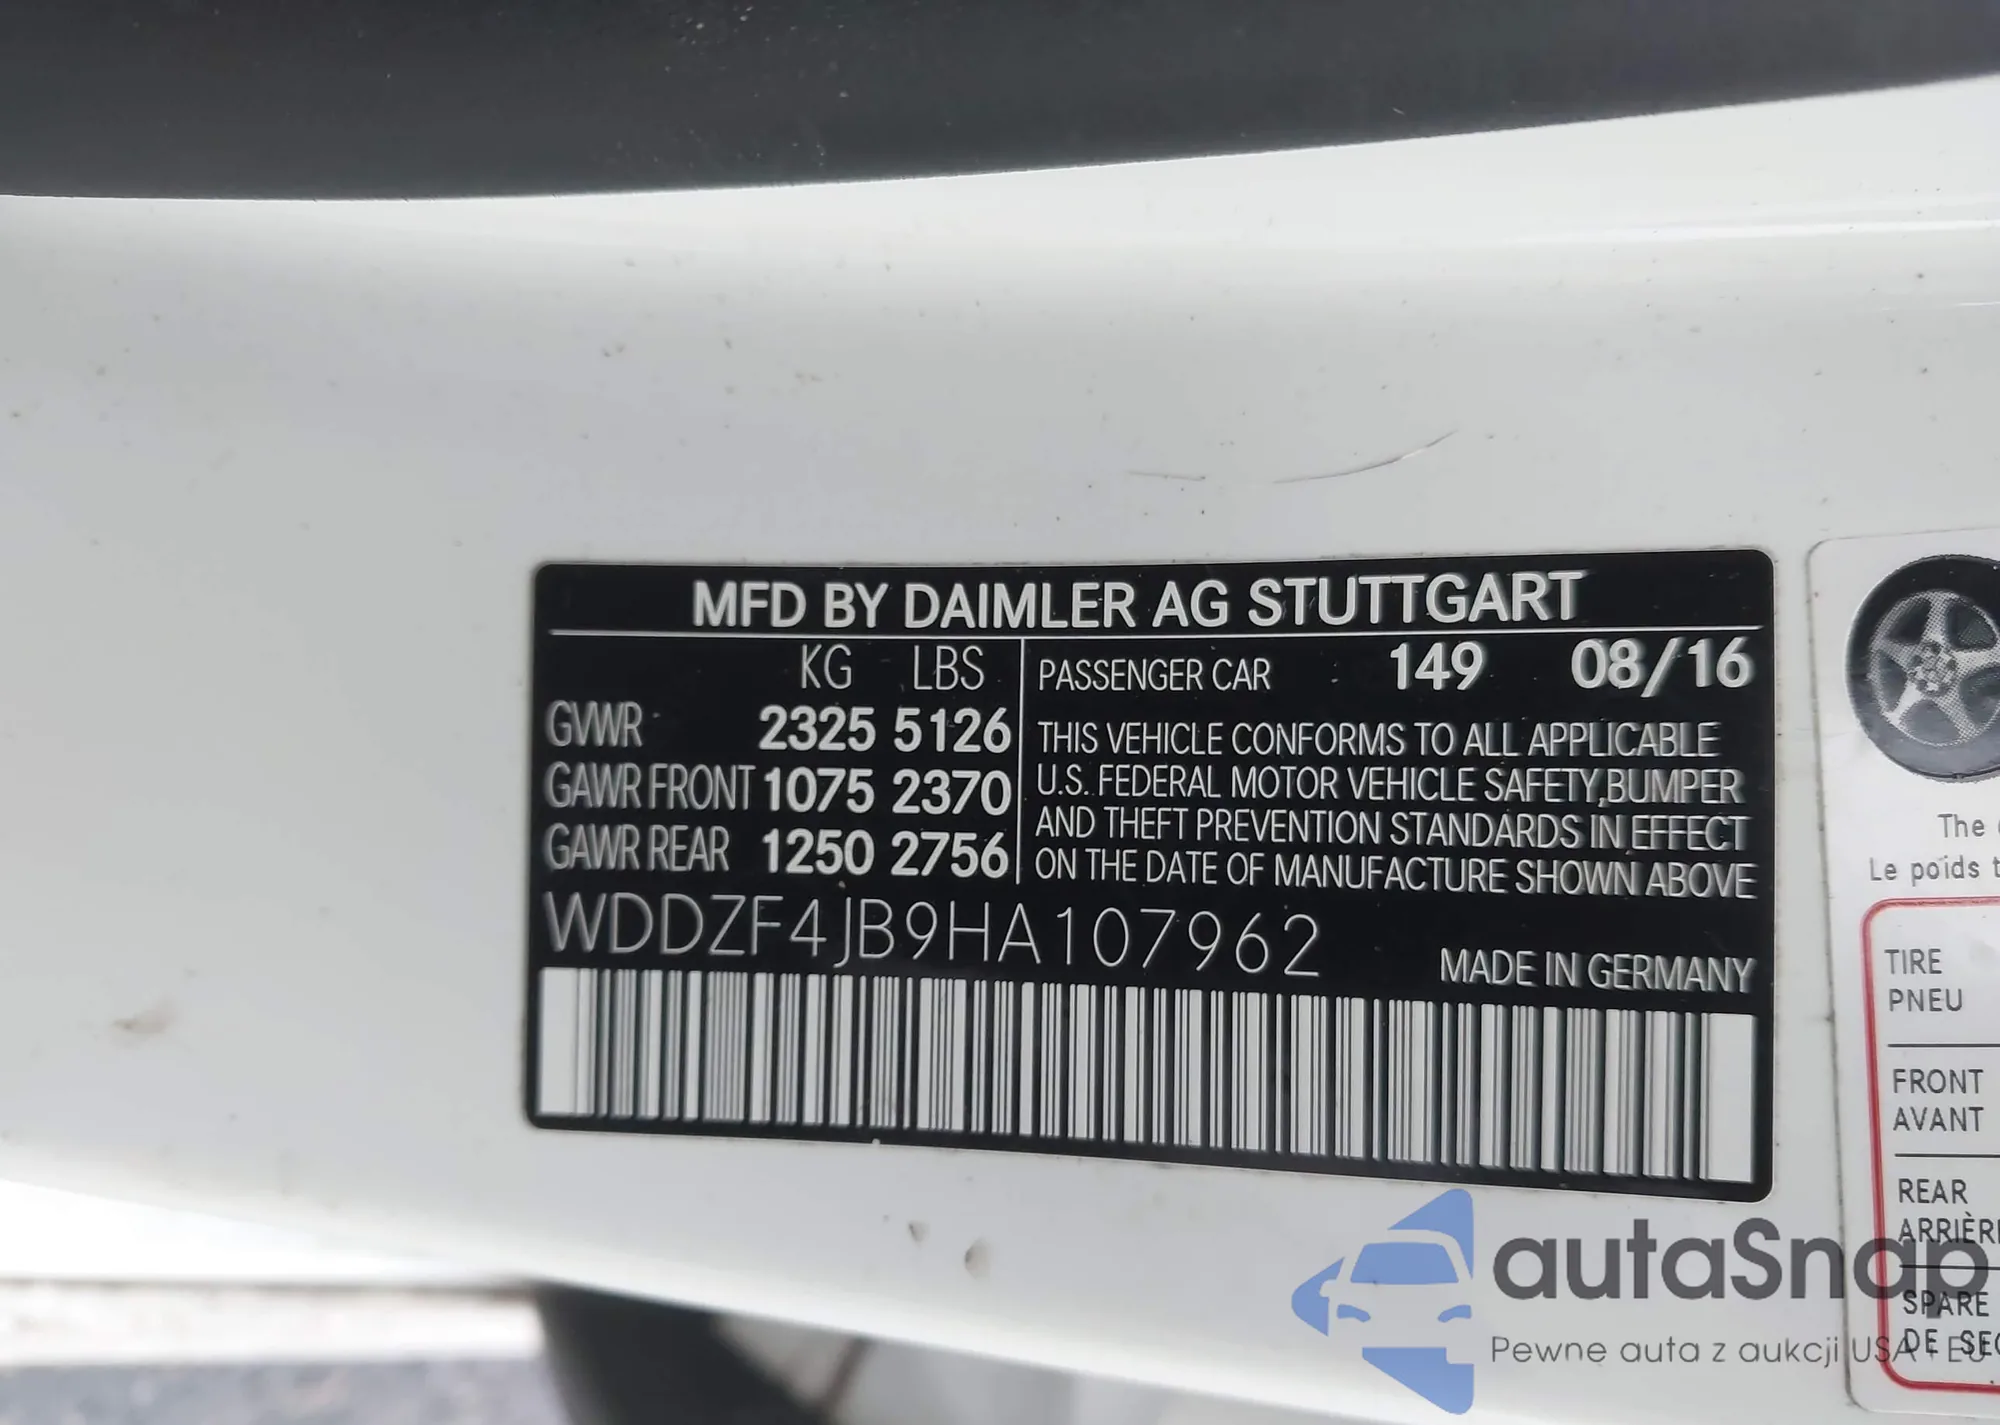 MFD BY DAIMLER AG STUTTGART
KG LBS
GVWR 2325 5126
GAWR FRONT 1075 2370
GAWR REAR 1250 2756
PASSENGER CAR 149 08/16
THIS VEHICLE CONFORMS TO ALL APPLICABLE
U.S. FEDERAL MOTOR VEHICLE SAFETY,BUMPER
AND THEFT PREVENTION STANDARDS IN EFFECT
ON THE DATE OF MANUFACTURE SHOWN ABOVE
WDDZF4JB9HA107962
MADE IN GERMANY
The
Le poids
TIRE
PNEU
FRONT
AVANT
REAR
SPARE
DE
autaSnap
Pewne auta z aukcji USA + EU